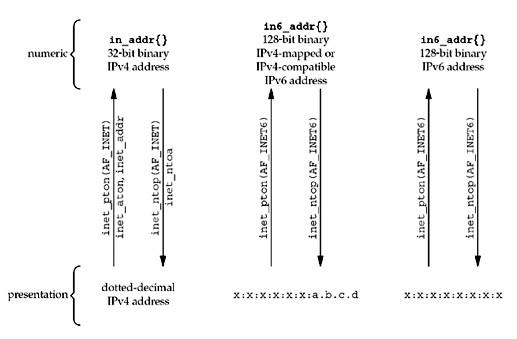 in_addr{}
32-bit binary
IPv4 address
in6_addr{}
128-bit binary
IPv4-mapped or
IPv4-compatible
IPv6 address
in6_addr{}
128-bit binary
IPv6 address
numeric
inet_pton(AF_INET)
inet_aton,inet_addr
inet_ntop(AF_INET)
inet_ntoa
inet_pton(AF_INET6)
inet_ntop(AF_INET6)
inet_pton(AF_INET6)
inet_ntop(AF_INET6)
presentation
dotted-decimal
IPv4 address
x:x:x:x:x:x:a.b.c.d
x:x:x:x:x:x:x:x